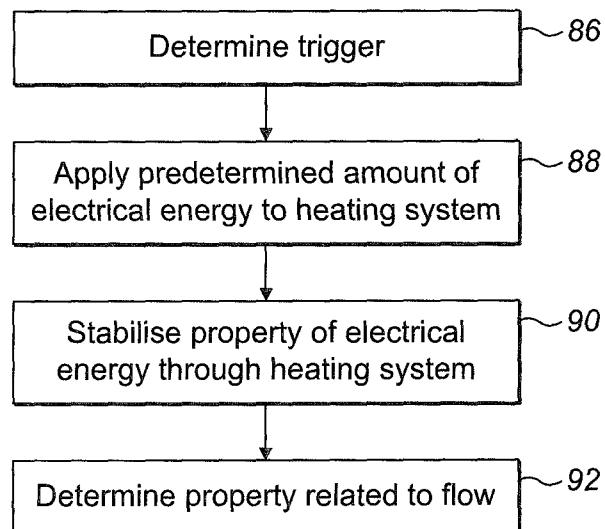 Determine trigger
86
Apply predetermined amount of
electrical energy to heating system
88
Stabilise property of electrical
energy through heating system
90
Determine property related to flow
92